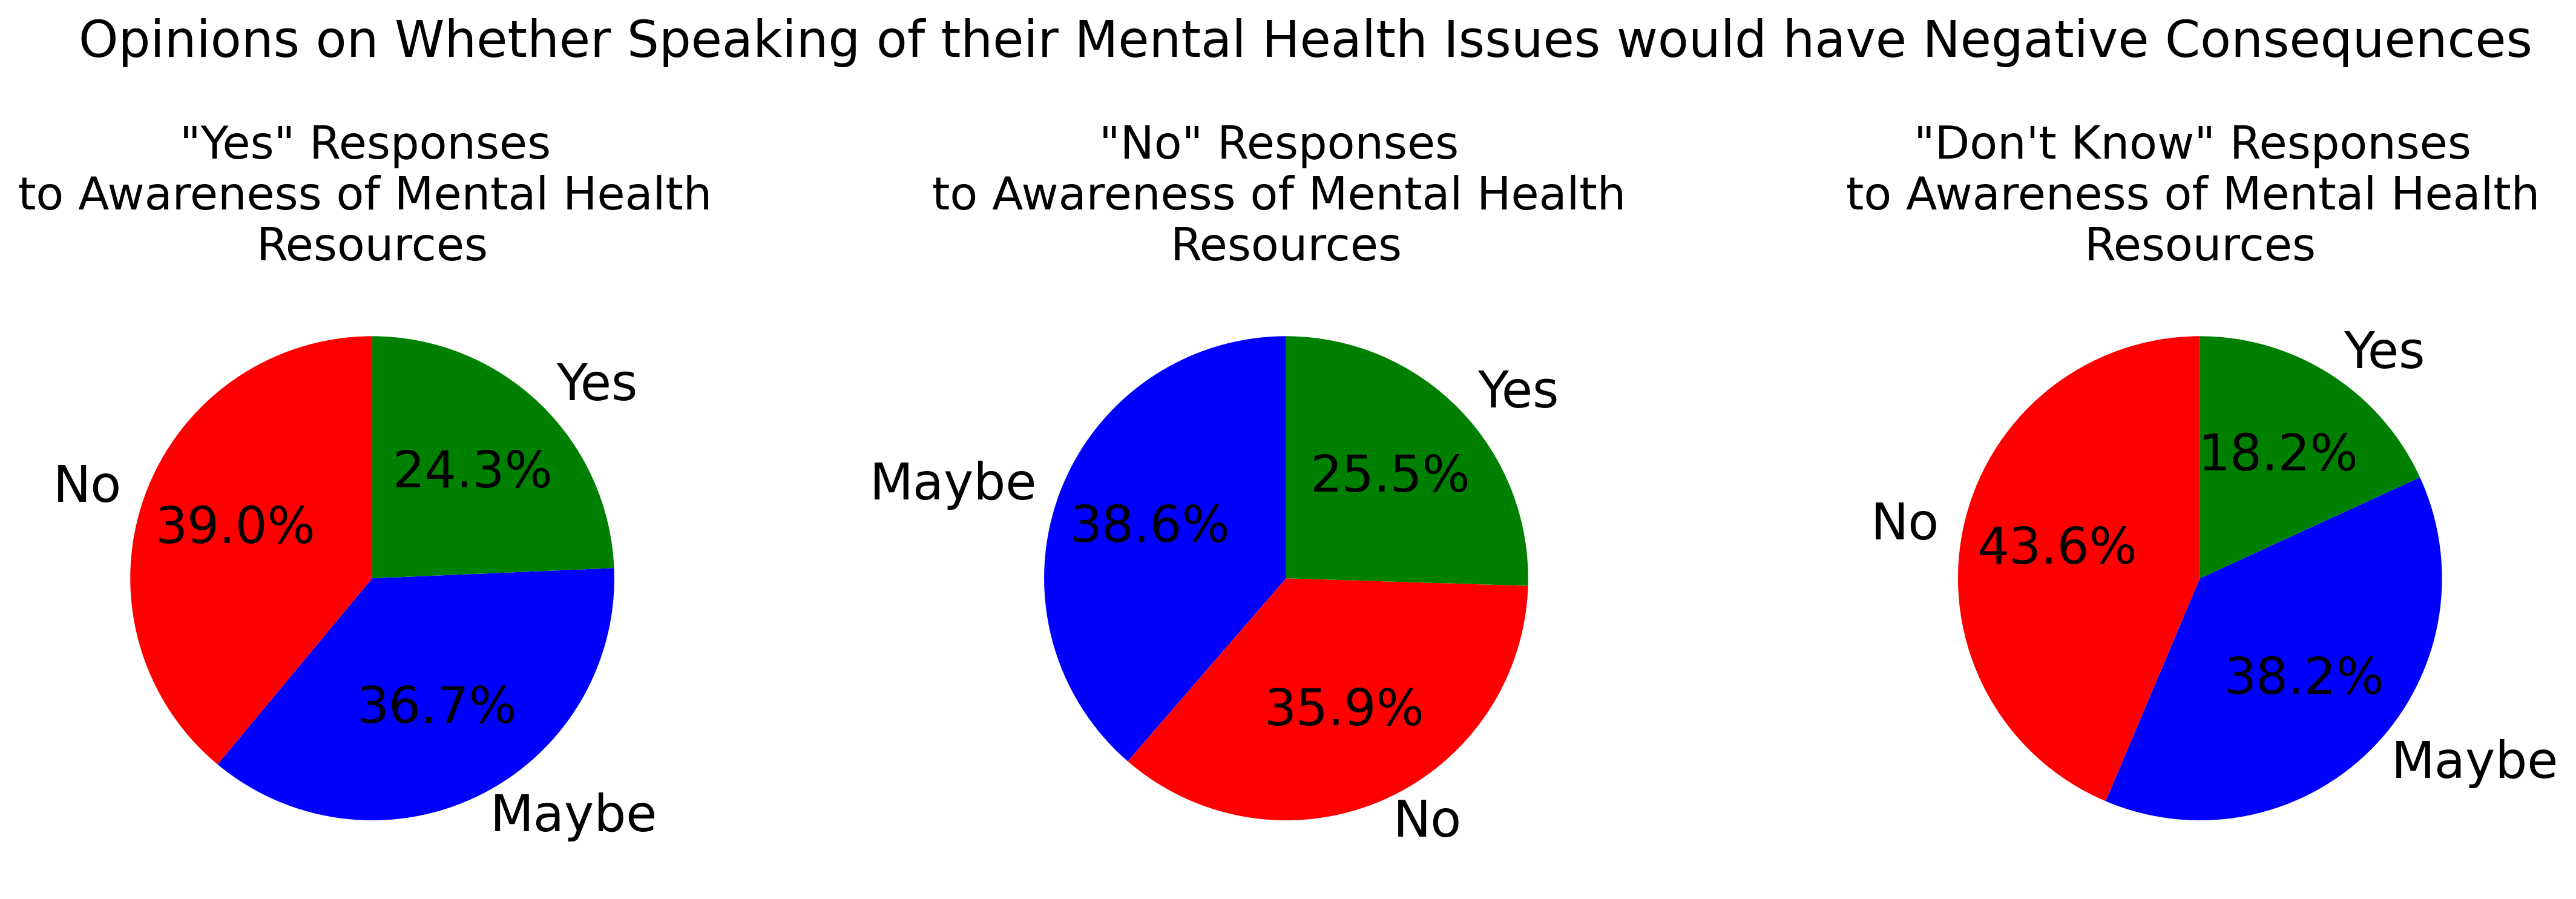 Opinions on Whether Speaking of their Mental Health Issues would have Negative Consequences
"Yes" Responses
to Awareness of Mental Health
Resources
Yes
24.3%
No
39.0%
36.7%
Maybe
"No" Responses
to Awareness of Mental Health
Resources
Yes
25.5%
Maybe
38.6%
35.9%
No
"Don't Know" Responses
to Awareness of Mental Health
Resources
Yes
18.2%
No
43.6%
38.2%
Maybe